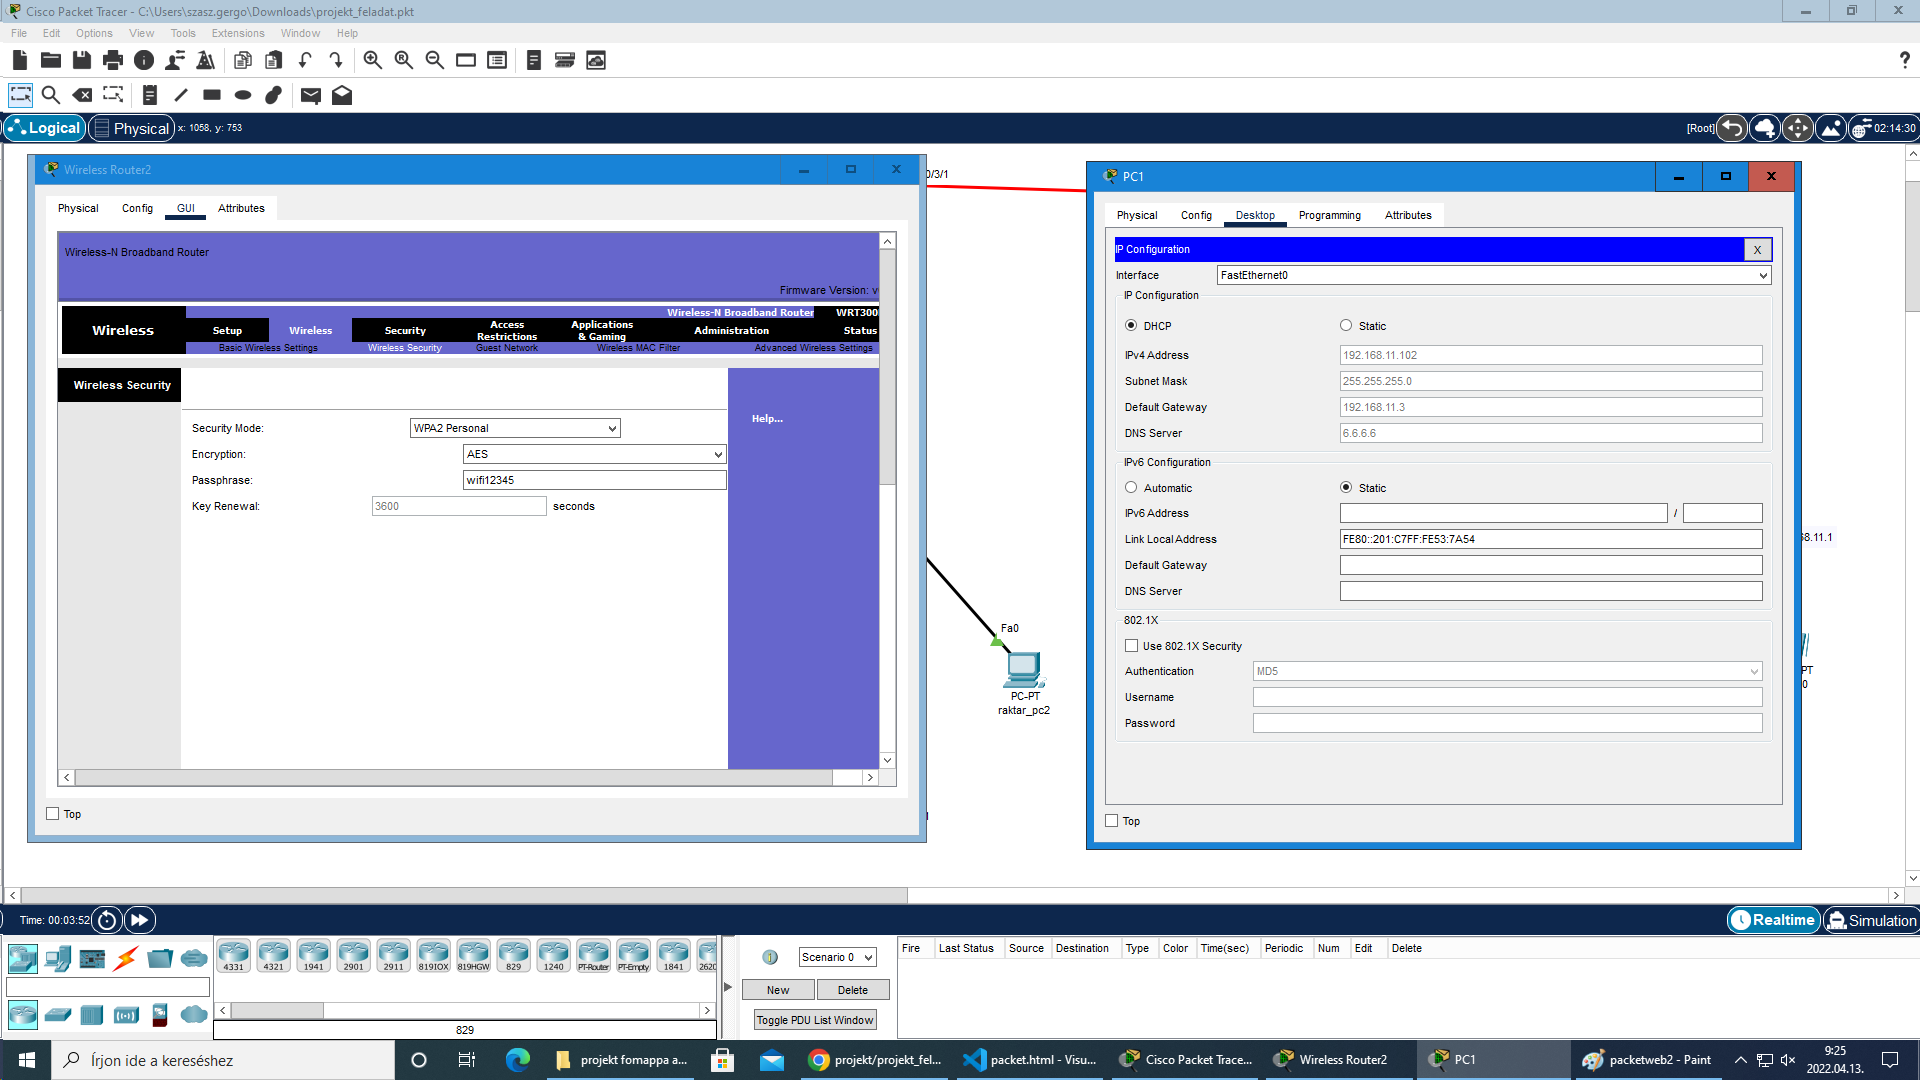 Cisco Packet Tracer - C:\Users\szasz.gergo\Downloads\projekt_feladat.pkt
File Edit Options View Tools Extensions Window Help
Logical Physical x: 1058, y: 753 [Root] 02:14:30
Wireless Router2
Physical Config GUI Attributes
Wireless-N Broadband Router
Firmware Version: v
Wireless-N Broadband Router WRT300
Wireless Setup Wireless Security Access Restrictions Applications & Gaming Administration Status
Basic Wireless Settings Wireless Security Guest Network Wireless MAC Filter Advanced Wireless Settings
Wireless Security
Help...
Security Mode: WPA2 Personal
Encryption: AES
Passphrase: wifi12345
Key Renewal: 3600 seconds
Top
0/3/1
Fa0
PC-PT
raktar_pc2
PC1
Physical Config Desktop Programming Attributes
IP Configuration X
Interface FastEthernet0
IP Configuration
DHCP Static
IPv4 Address 192.168.11.102
Subnet Mask 255.255.255.0
Default Gateway 192.168.11.3
DNS Server 6.6.6.6
IPv6 Configuration
Automatic Static
IPv6 Address /
Link Local Address FE80::201:C7FF:FE53:7A54
Default Gateway
DNS Server
802.1X
Use 802.1X Security
Authentication MD5
Username
Password
Top
8.11.1
PT
0
Time: 00:03:52 Realtime Simulation
4331 4321 1941 2901 2911 819IOX 819HGW 829 1240 PT-Router PT-Empty 1841 2620
829
Scenario 0
New Delete
Toggle PDU List Window
Fire Last Status Source Destination Type Color Time(sec) Periodic Num Edit Delete
Írjon ide a kereséshez
projekt fomappa a...
projekt/projekt_fel...
packet.html - Visu...
Cisco Packet Trace...
Wireless Router2
PC1
packetweb2 - Paint
9:25
2022.04.13.